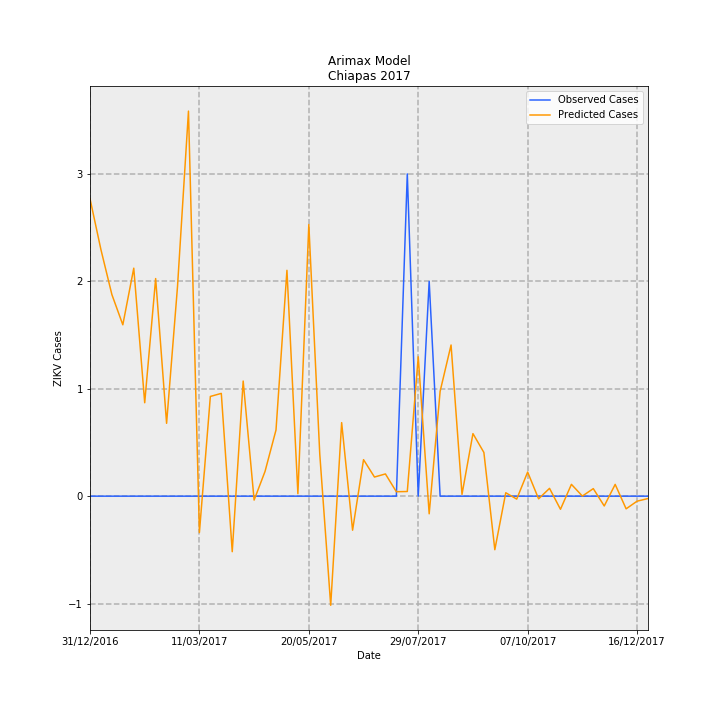 Arimax Model
Chiapas 2017
Observed Cases
Predicted Cases
ZIKV Cases
3
2
1
0
−1
31/12/2016 11/03/2017 20/05/2017 29/07/2017 07/10/2017 16/12/2017
Date